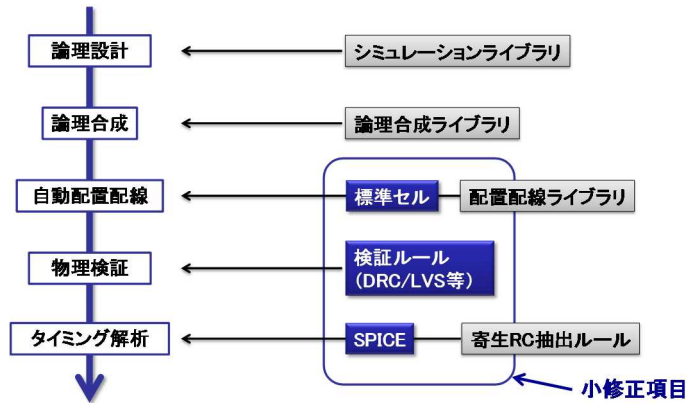 論理設計
シミュレーションライブラリ
論理合成
論理合成ライブラリ
自動配置配線
標準セル
配置配線ライブラリ
物理検証
検証ルール
(DRC/LVS等)
タイミング解析
SPICE
寄生RC抽出ルール
小修正項目